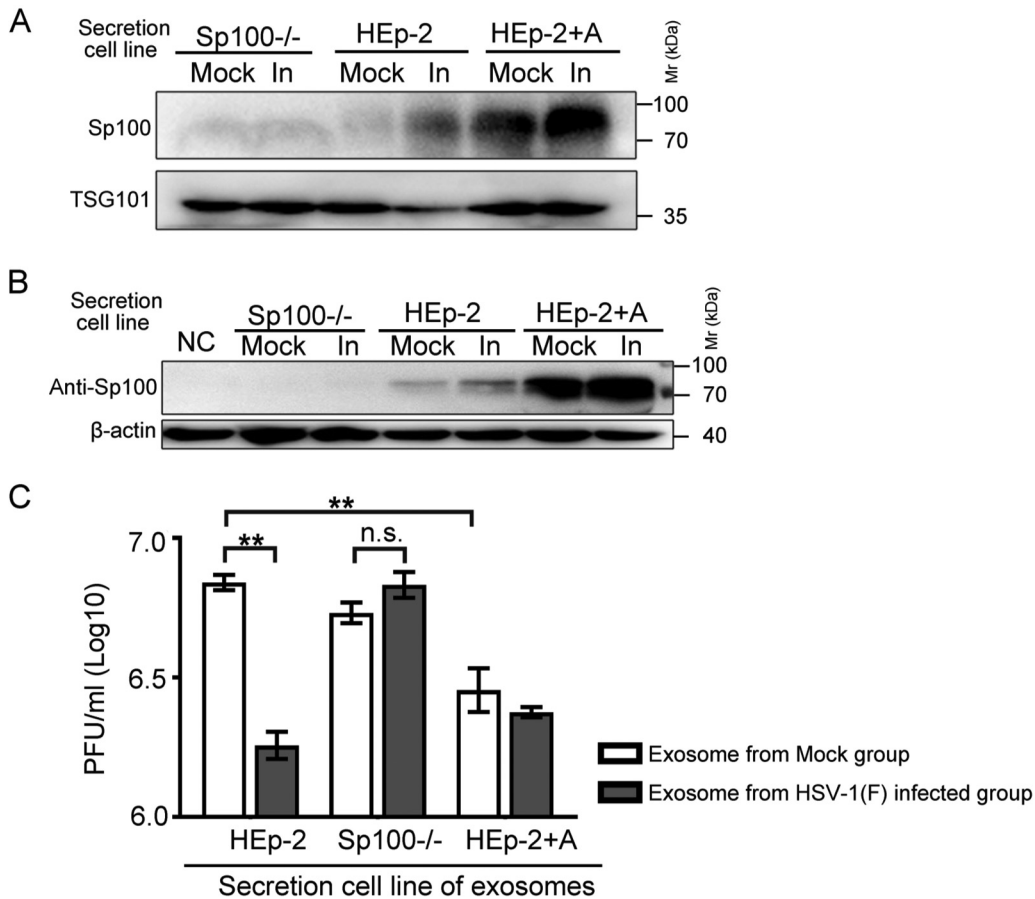 A
Secretion
cell line
Sp100-/-
HEp-2
HEp-2+A
Mock In
Mock In
Mock In
Mr (kDa)
Sp100
100
70
TSG101
35
B
Secretion
cell line
NC
Sp100-/-
HEp-2
HEp-2+A
Mock In
Mock In
Mock In
Mr (kDa)
Anti-Sp100
100
70
β-actin
40
C
**
**
n.s.
7.0
6.5
6.0
PFU/ml (Log10)
HEp-2
Sp100-/-
HEp-2+A
Secretion cell line of exosomes
Exosome from Mock group
Exosome from HSV-1(F) infected group